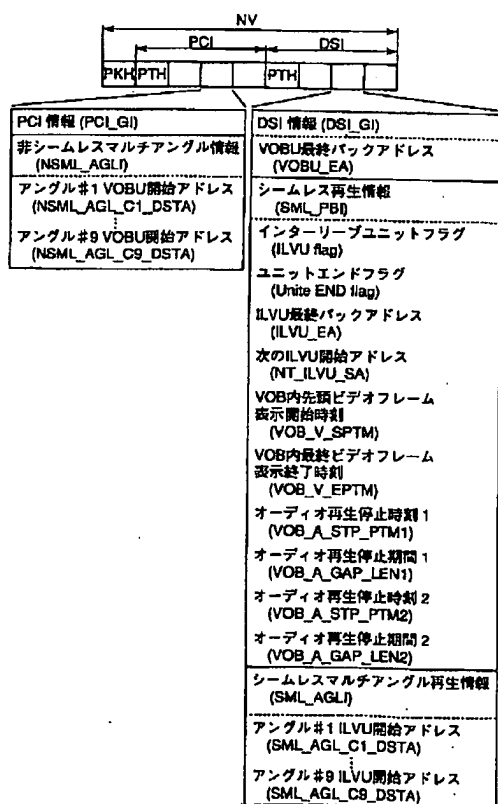 NV
PCI
DSI
PKH PTH PTH
PCI 情報 (PCI_GI)
非シームレスマルチアングル情報
(NSML_AGLI)
アングル#1 VOBU開始アドレス
(NSML_AGL_C1_DSTA)
アングル#9 VOBU開始アドレス
(NSML_AGL_C9_DSTA)
DSI 情報 (DSI_GI)
VOBU最終パックアドレス
(VOBU_EA)
シームレス再生情報
(SML_PBI)
インターリーブユニットフラグ
(ILVU flag)
ユニットエンドフラグ
(Unite END flag)
ILVU最終パックアドレス
(ILVU_EA)
次のILVU開始アドレス
(NT_ILVU_SA)
VOB内先頭ビデオフレーム
表示開始時刻
(VOB_V_SPTM)
VOB内最終ビデオフレーム
表示終了時刻
(VOB_V_EPTM)
オーディオ再生停止時刻 1
(VOB_A_STP_PTM1)
オーディオ再生停止期間 1
(VOB_A_GAP_LEN1)
オーディオ再生停止時刻 2
(VOB_A_STP_PTM2)
オーディオ再生停止期間 2
(VOB_A_GAP_LEN2)
シームレスマルチアングル再生情報
(SML_AGLI)
アングル#1 ILVU開始アドレス
(SML_AGL_C1_DSTA)
アングル#9 ILVU開始アドレス
(SML_AGL_C9_DSTA)